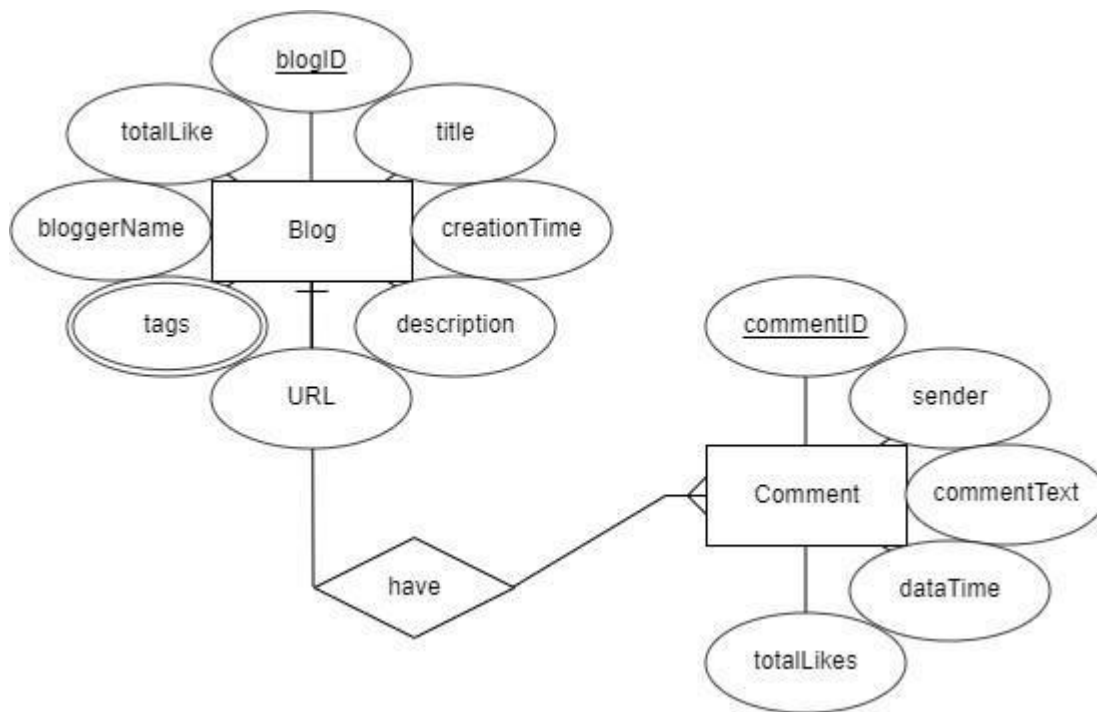 blogID
totalLike
title
bloggerName
Blog
creationTime
tags
description
URL
commentID
sender
Comment
commentText
have
dataTime
totalLikes